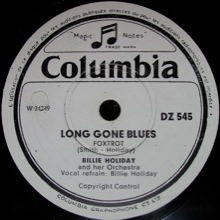 "Magic Notes"
TRADE MARK
Columbia
DZ 545
LONG GONE BLUES
FOXTROT
(Smith - Holiday)
BILLIE HOLIDAY
and her Orchestra
Vocal refrain: Billie Holiday
Copyright Control
COLUMBIA GRAPHOPHONE CO. LTD.